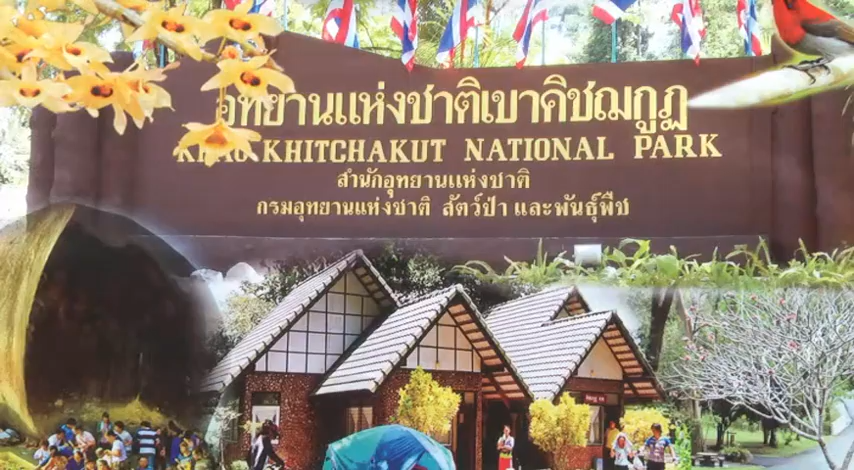 อุทยานแห่งชาติเขาคิชฌกูฏ
KHAO KHITCHAKUT NATIONAL PARK
สำนักอุทยานแห่งชาติ
กรมอุทยานแห่งชาติ สัตว์ป่า และพันธุ์พืช